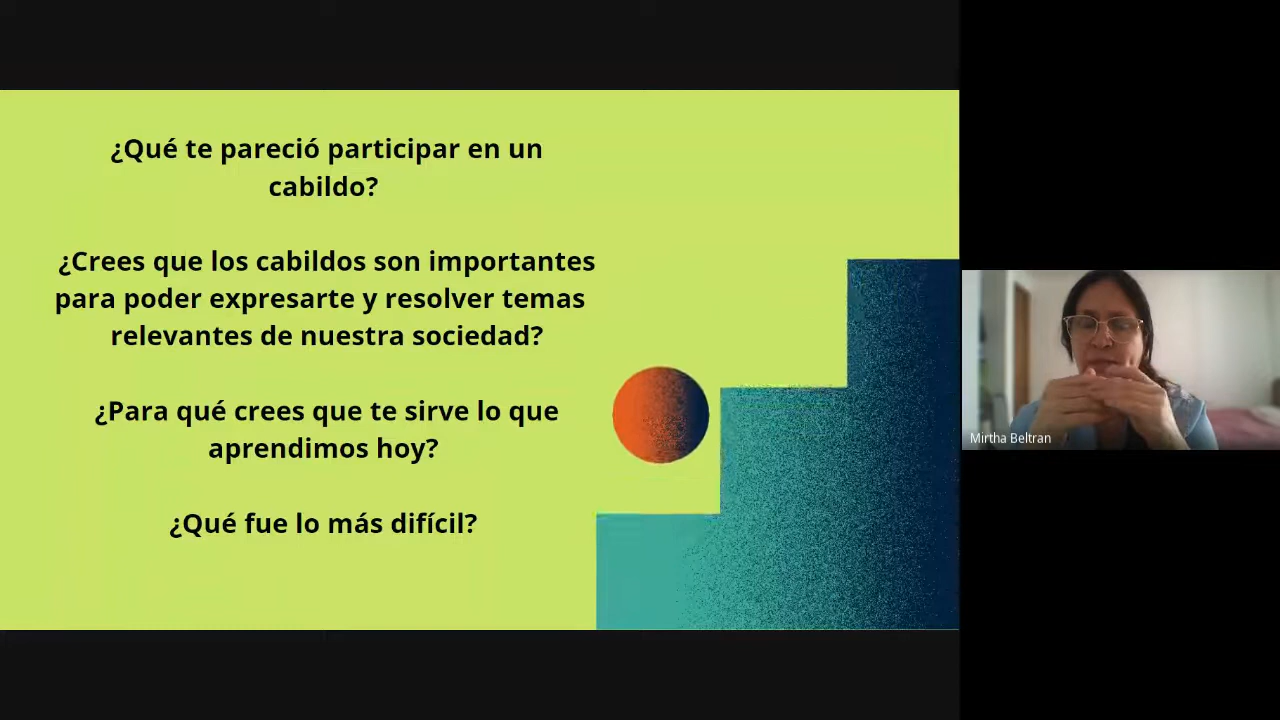 ¿Qué te pareció participar en un
cabildo?
¿Crees que los cabildos son importantes
para poder expresarte y resolver temas
relevantes de nuestra sociedad?
¿Para qué crees que te sirve lo que
aprendimos hoy?
¿Qué fue lo más difícil?
Mirtha Beltran